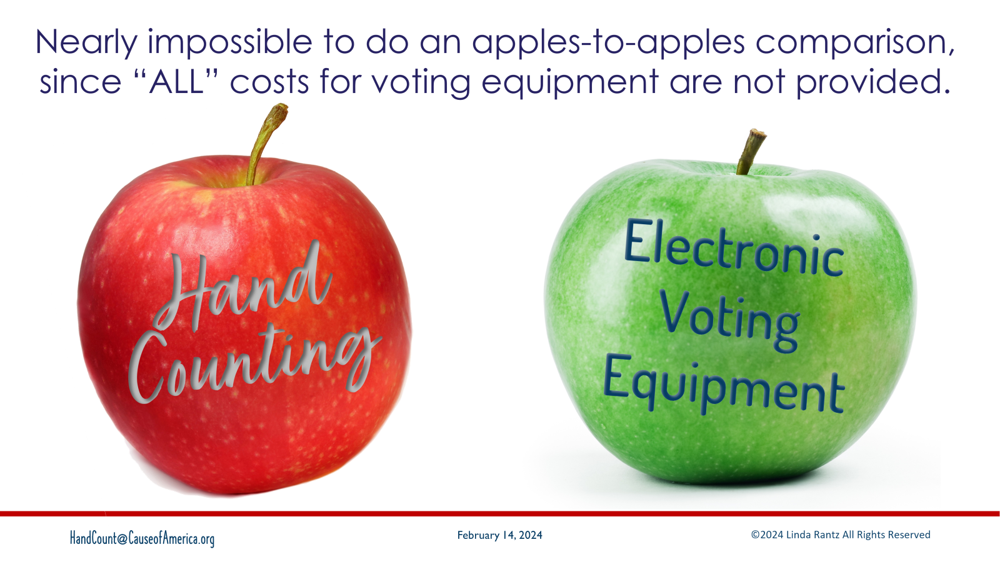 Nearly impossible to do an apples-to-apples comparison,
since “ALL” costs for voting equipment are not provided.
Hand
Counting
Electronic
Voting
Equipment
HandCount@CauseofAmerica.org
February 14, 2024
©2024 Linda Rantz All Rights Reserved